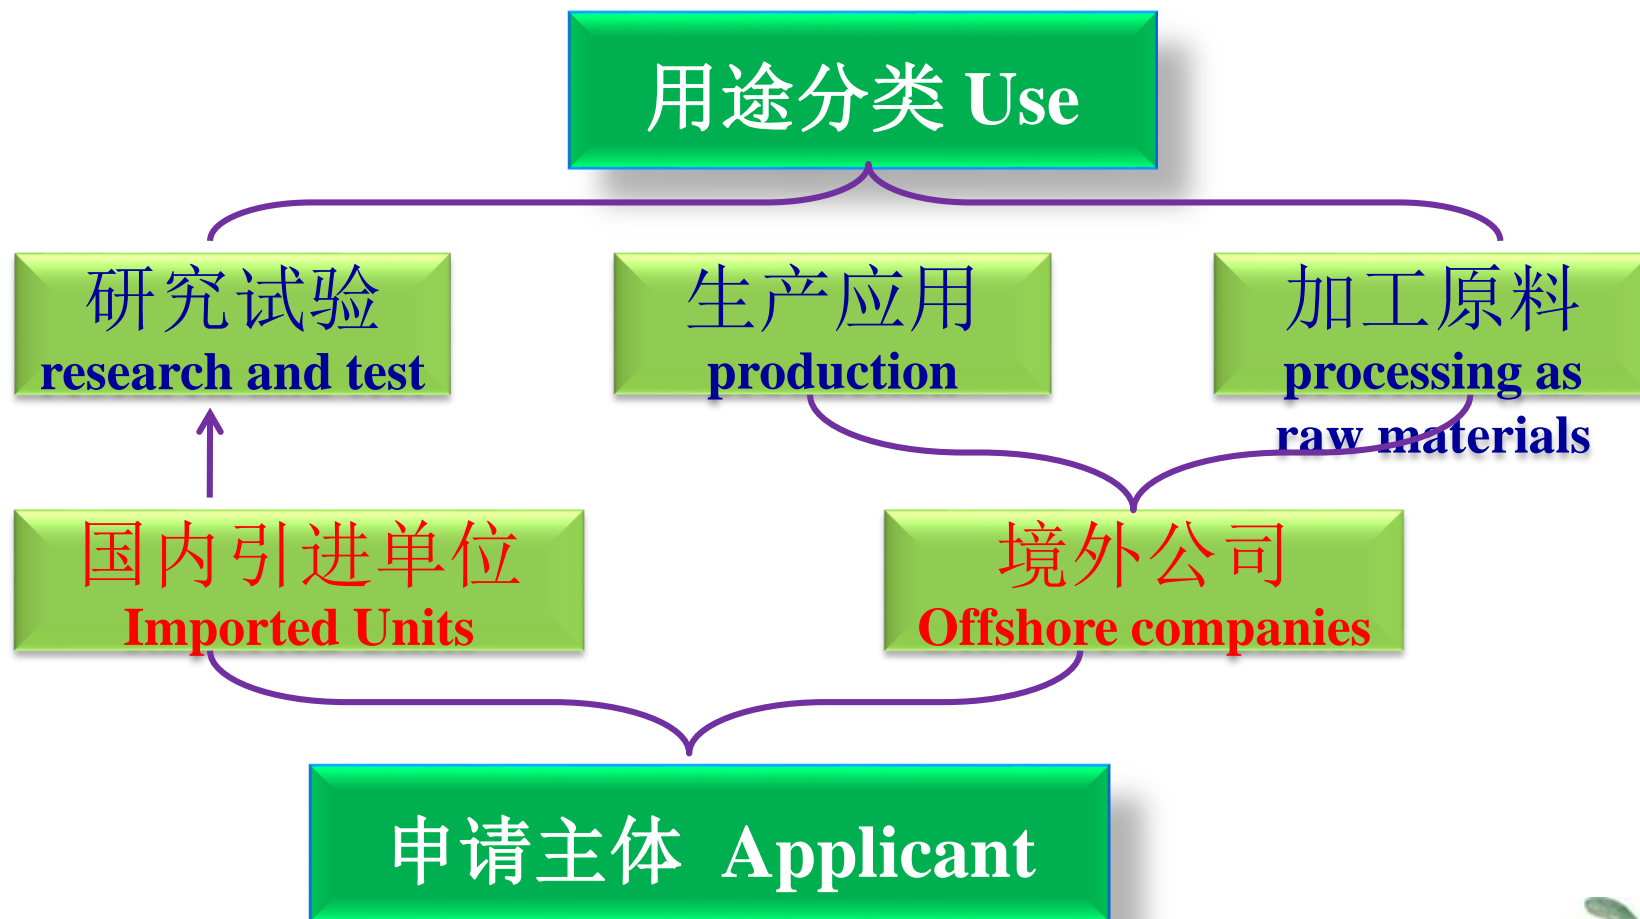 用途分类 Use
研究试验
research and test
生产应用
production
加工原料
processing as
raw materials
国内引进单位
Imported Units
境外公司
Offshore companies
申请主体 Applicant